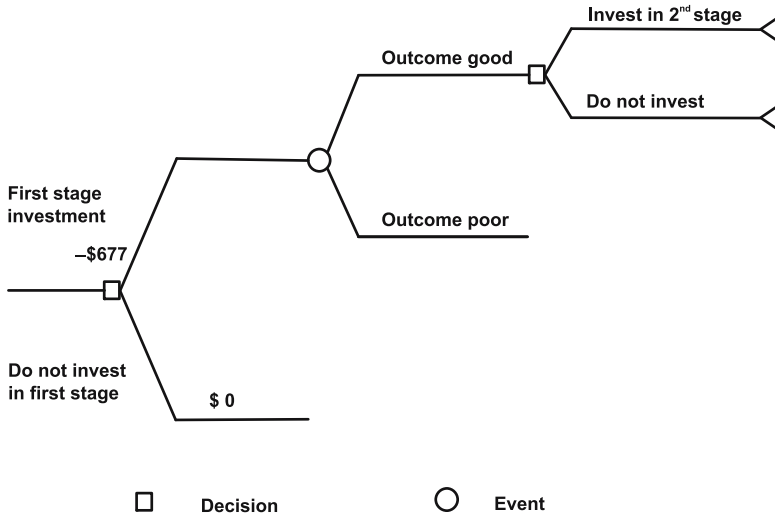 Invest in 2nd stage
Outcome good
Do not invest
First stage
investment
Outcome poor
–$677
Do not invest
in first stage
$ 0
Decision
Event